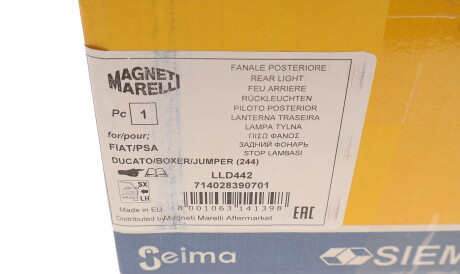 MAGNETI
MARELLI
Pc 1
for/pour;
FIAT/PSA
DUCATO/BOXER/JUMPER (244)
FANALE POSTERIORE
REAR LIGHT
FEU ARRIERE
RÜCKLEUCHTEN
PILOTO POSTERIOR
LANTERNA TRASEIRA
LAMPA TYLNA
ΠΙΣΩ ΦΑΝΟΣ
ЗАДНИЙ ФОНАРЬ
STOP LAMBASI
LLD442
714028390701
SX
LH
8 001063 141398
Made in EU
Distributed by Magneti Marelli Aftermarket
EAC
Seima
SIEM